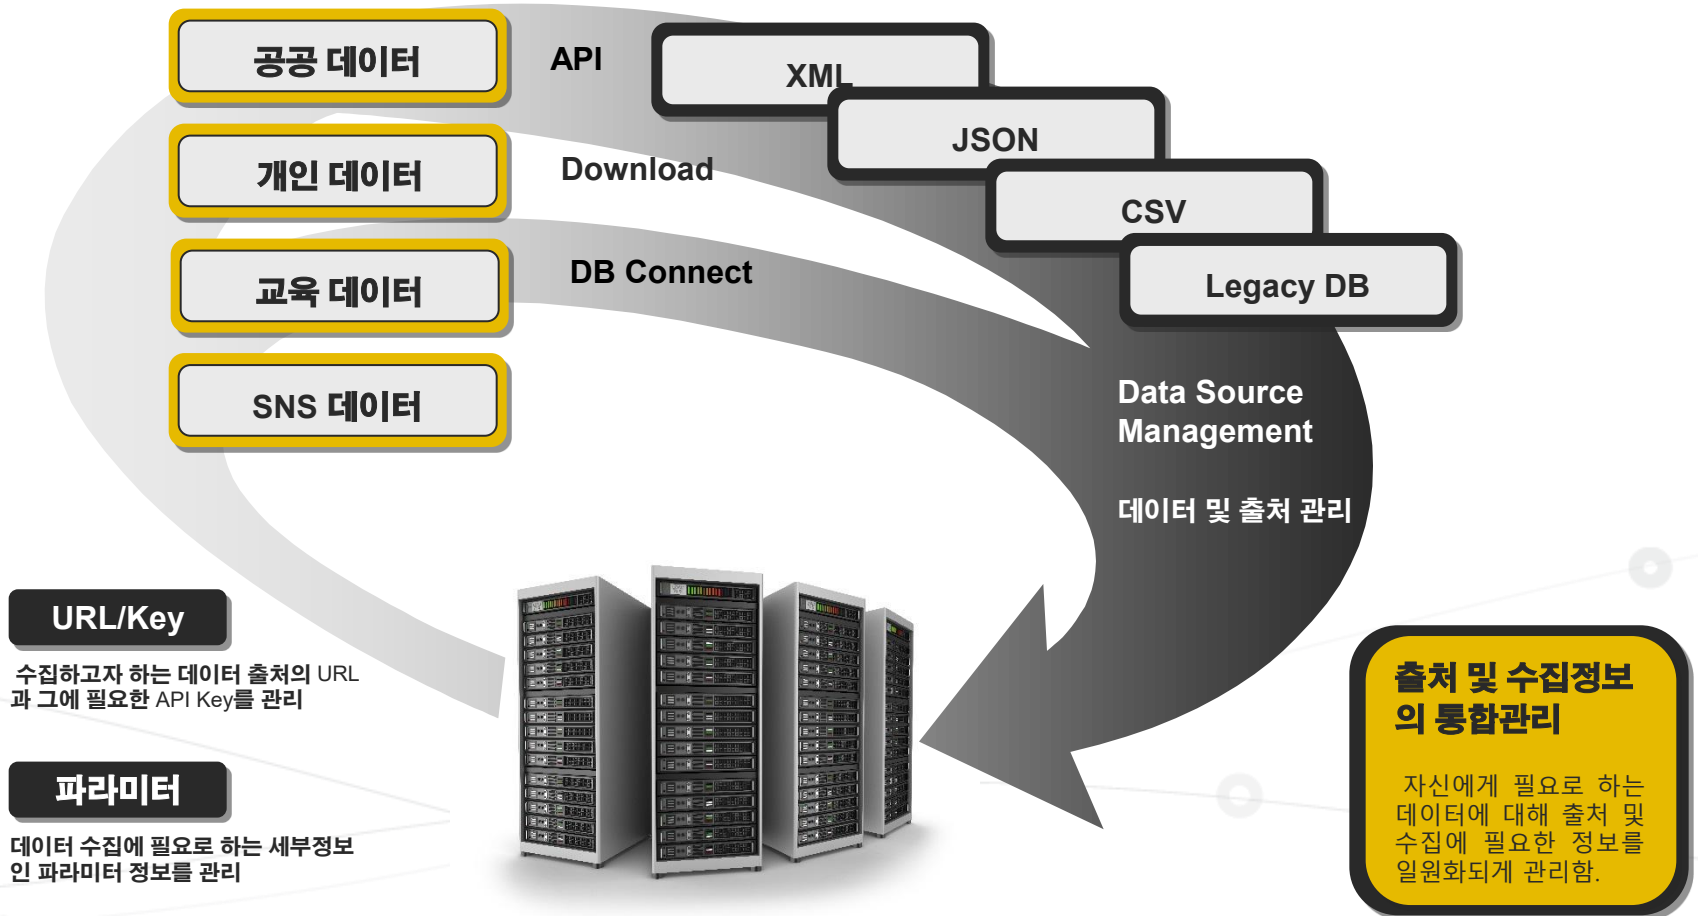 공공 데이터
API
XML
JSON
개인 데이터
Download
CSV
교육 데이터
DB Connect
Legacy DB
SNS 데이터
Data Source
Management
데이터 및 출처 관리
URL/Key
수집하고자 하는 데이터 출처의 URL
과 그에 필요한 API Key를 관리
파라미터
데이터 수집에 필요로 하는 세부정보
인 파라미터 정보를 관리
출처 및 수집정보
의 통합관리
자신에게 필요로 하는
데이터에 대해 출처 및
수집에 필요한 정보를
일원화되게 관리함.